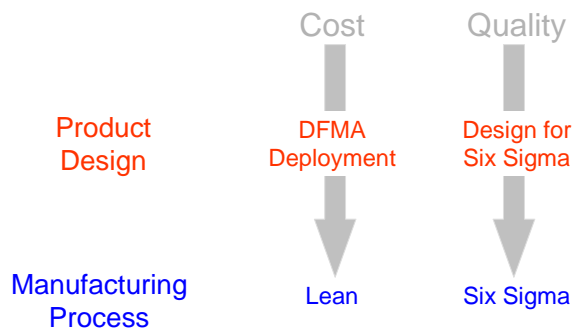 Cost
Quality
Product
Design
DFMA
Deployment
Design for
Six Sigma
Manufacturing
Process
Lean
Six Sigma